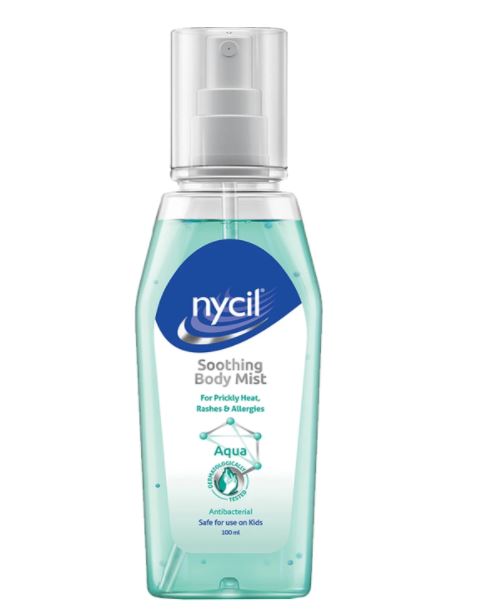 nycil®
Soothing
Body Mist
For Prickly Heat,
Rashes & Allergies
Aqua
DERMATOLOGICALLY
TESTED
Antibacterial
Safe for use on Kids
100 ml